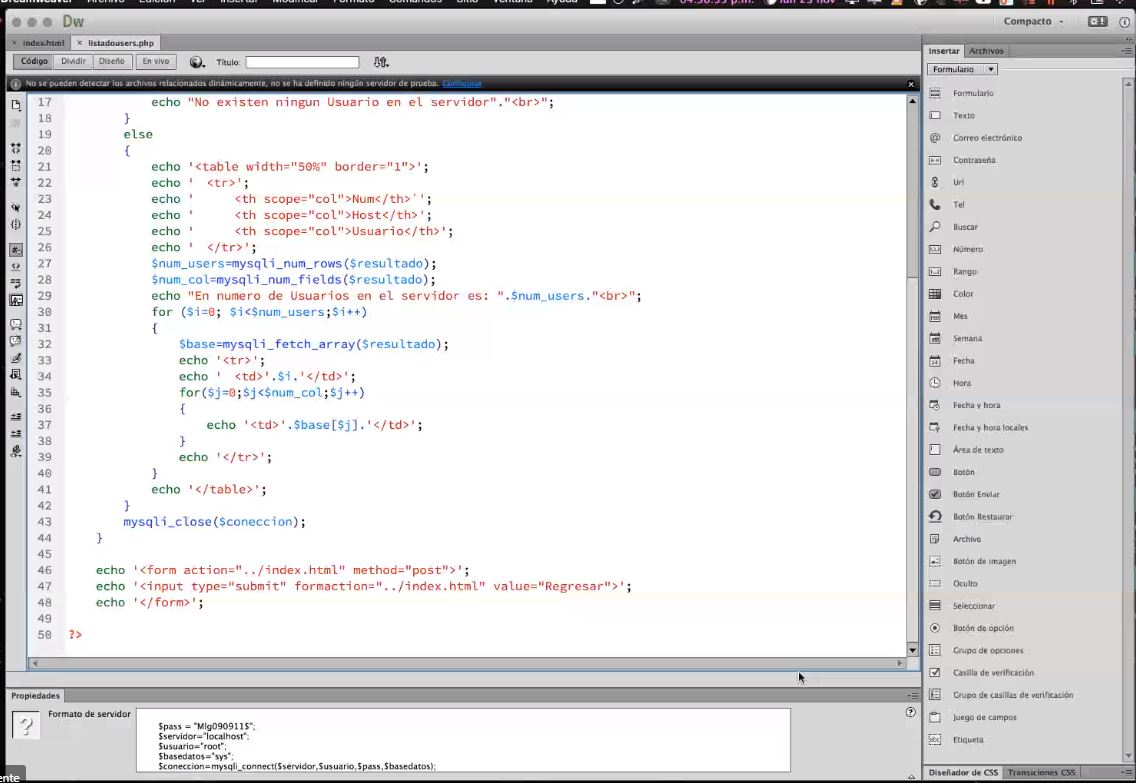 Dreamweaver Archivo Edición Ver Insertar Modificar Formato Comandos Sitio Ventana Ayuda
Dw
Compacto
index.html
listadousers.php
Código Dividir Diseño En vivo Título:
No se pueden detectar los archivos relacionados dinámicamente, no se ha definido ningún servidor de prueba. Configurar
17 echo "No existen ningun Usuario en el servidor"."<br>";
18 }
19 else
20 {
21 echo '<table width="50%" border="1">';
22 echo '  <tr>';
23 echo '      <th scope="col">Num</th>`';
24 echo '      <th scope="col">Host</th>';
25 echo '      <th scope="col">Usuario</th>';
26 echo '  </tr>';
27 $num_users=mysqli_num_rows($resultado);
28 $num_col=mysqli_num_fields($resultado);
29 echo "En numero de Usuarios en el servidor es: ".$num_users."<br>";
30 for ($i=0; $i<$num_users;$i++)
31 {
32 $base=mysqli_fetch_array($resultado);
33 echo '<tr>';
34 echo '  <td>'.$i.'</td>';
35 for($j=0;$j<$num_col;$j++)
36 {
37 echo '<td>'.$base[$j].'</td>';
38 }
39 echo '</tr>';
40 }
41 echo '</table>';
42 }
43 mysqli_close($coneccion);
44 }
45
46 echo '<form action="../index.html" method="post">';
47 echo '<input type="submit" formaction="../index.html" value="Regresar">';
48 echo '</form>';
49
50 ?>
Propiedades
Formato de servidor
$pass = "Mlg090911$";
$servidor="localhost";
$usuario="root";
$basedatos="sys";
$coneccion=mysqli_connect($servidor,$usuario,$pass,$basedatos);
Insertar Archivos
Formulario
Formulario
Texto
Correo electrónico
Contraseña
Url
Tel
Buscar
Número
Rango
Color
Mes
Semana
Fecha
Hora
Fecha y hora
Fecha y hora locales
Área de texto
Botón
Botón Enviar
Botón Restaurar
Archivo
Botón de imagen
Oculto
Seleccionar
Botón de opción
Grupo de opciones
Casilla de verificación
Grupo de casillas de verificación
Juego de campos
Etiqueta
Diseñador de CSS Transiciones CSS